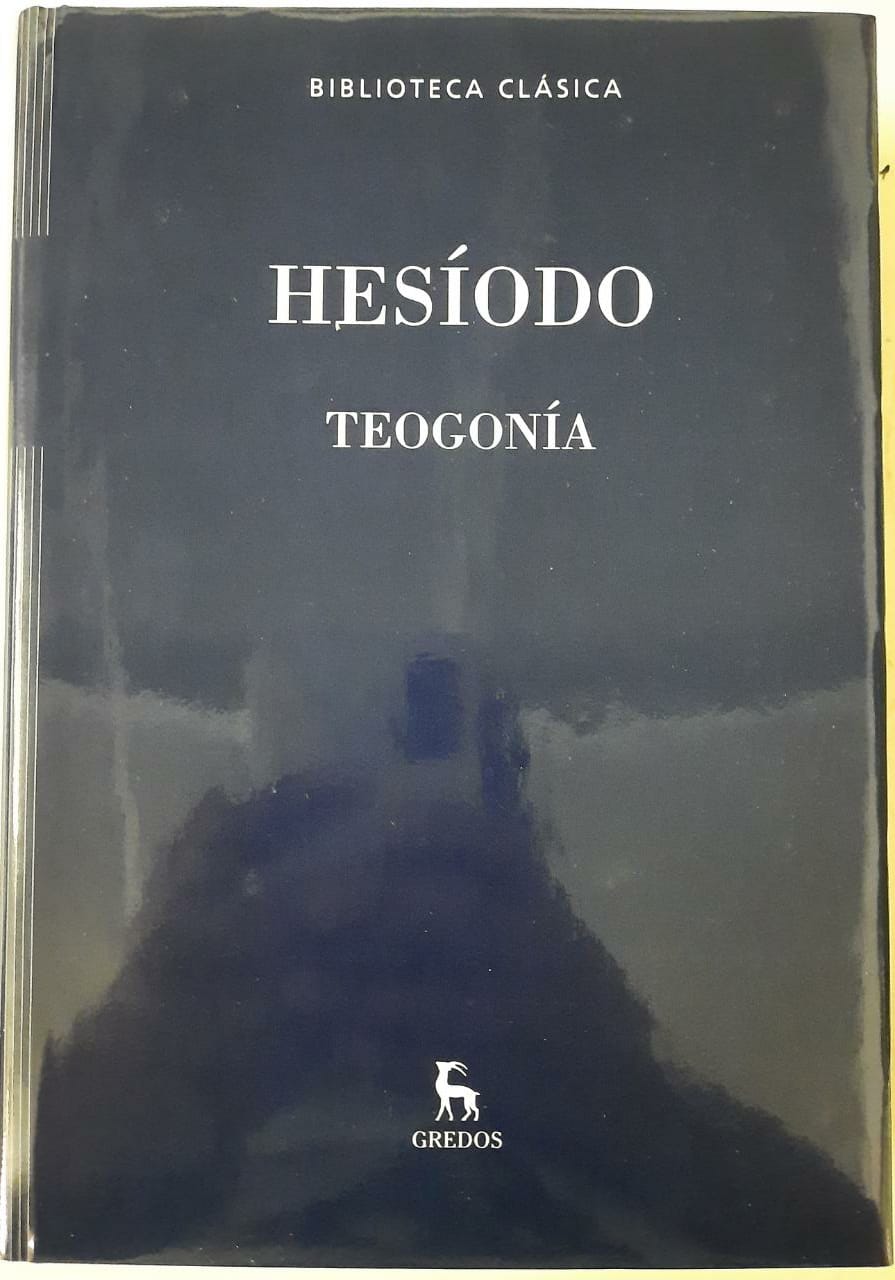 BIBLIOTECA CLÁSICA
HESÍODO
TEOGONÍA
GREDOS